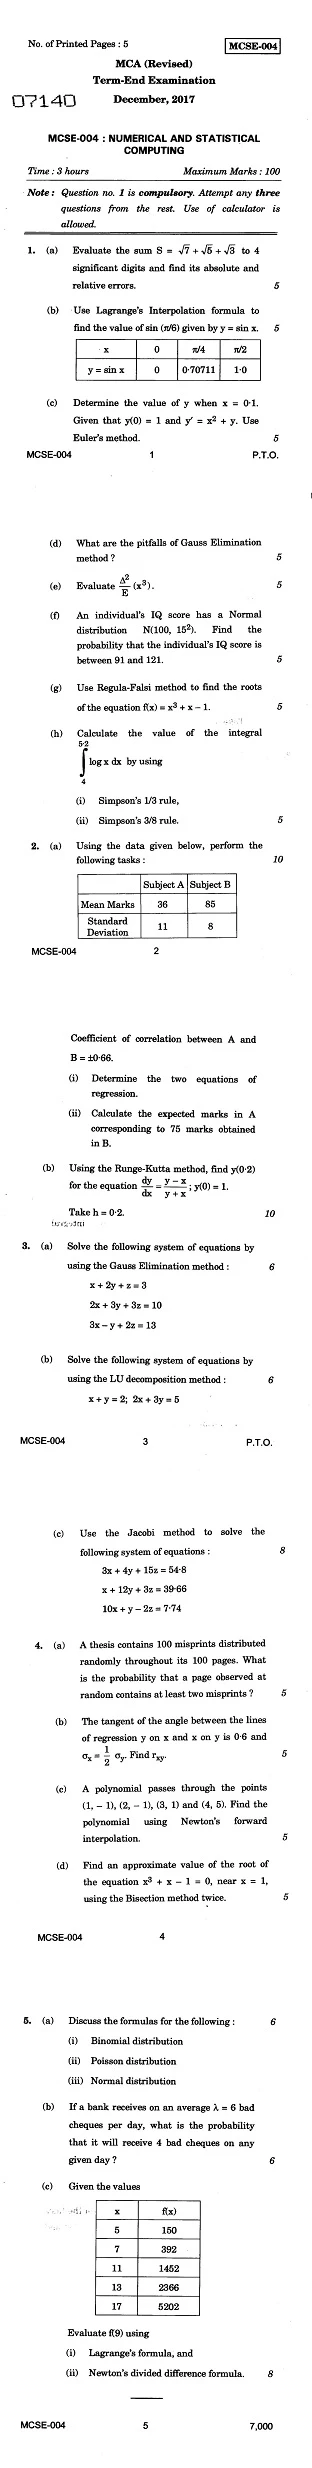 No. of Printed Pages : 5
MCSE-004
MCA (Revised)
Term-End Examination
07140
December, 2017
MCSE-004 : NUMERICAL AND STATISTICAL
COMPUTING
Time : 3 hours Maximum Marks : 100
Note : Question no. 1 is compulsory. Attempt any three
questions from the rest. Use of calculator is
allowed.
1. (a) Evaluate the sum S = √7 + √5 + √3 to 4
significant digits and find its absolute and
relative errors. 5
(b) Use Lagrange's Interpolation formula to
find the value of sin (π/6) given by y = sin x. 5
x 0 π/4 π/2
y = sin x 0 0·70711 1·0
(c) Determine the value of y when x = 0·1.
Given that y(0) = 1 and y' = x² + y. Use
Euler's method. 5
MCSE-004 1 P.T.O.
(d) What are the pitfalls of Gauss Elimination
method ? 5
(e) Evaluate Δ²/E (x³). 5
(f) An individual's IQ score has a Normal
distribution N(100, 15²). Find the
probability that the individual's IQ score is
between 91 and 121. 5
(g) Use Regula-Falsi method to find the roots
of the equation f(x) = x³ + x – 1. 5
(h) Calculate the value of the integral
5·2
∫ log x dx by using
4
(i) Simpson's 1/3 rule,
(ii) Simpson's 3/8 rule. 5
2. (a) Using the data given below, perform the
following tasks : 10
Subject A Subject B
Mean Marks 36 85
Standard
Deviation 11 8
MCSE-004 2
Coefficient of correlation between A and
B = ±0·66.
(i) Determine the two equations of
regression.
(ii) Calculate the expected marks in A
corresponding to 75 marks obtained
in B.
(b) Using the Runge-Kutta method, find y(0·2)
for the equation dy/dx = (y – x)/(y + x) ; y(0) = 1.
Take h = 0·2. 10
3. (a) Solve the following system of equations by
using the Gauss Elimination method : 6
x + 2y + z = 3
2x + 3y + 3z = 10
3x – y + 2z = 13
(b) Solve the following system of equations by
using the LU decomposition method : 6
x + y = 2; 2x + 3y = 5
MCSE-004 3 P.T.O.
(c) Use the Jacobi method to solve the
following system of equations : 8
3x + 4y + 15z = 54·8
x + 12y + 3z = 39·66
10x + y – 2z = 7·74
4. (a) A thesis contains 100 misprints distributed
randomly throughout its 100 pages. What
is the probability that a page observed at
random contains at least two misprints ? 5
(b) The tangent of the angle between the lines
of regression y on x and x on y is 0·6 and
σx = 1/2 σy. Find rxy. 5
(c) A polynomial passes through the points
(1, – 1), (2, – 1), (3, 1) and (4, 5). Find the
polynomial using Newton's forward
interpolation. 5
(d) Find an approximate value of the root of
the equation x³ + x – 1 = 0, near x = 1,
using the Bisection method twice. 5
MCSE-004 4
5. (a) Discuss the formulas for the following : 6
(i) Binomial distribution
(ii) Poisson distribution
(iii) Normal distribution
(b) If a bank receives on an average λ = 6 bad
cheques per day, what is the probability
that it will receive 4 bad cheques on any
given day ? 6
(c) Given the values
x f(x)
5 150
7 392
11 1452
13 2366
17 5202
Evaluate f(9) using
(i) Lagrange's formula, and
(ii) Newton's divided difference formula. 8
MCSE-004 5 7,000